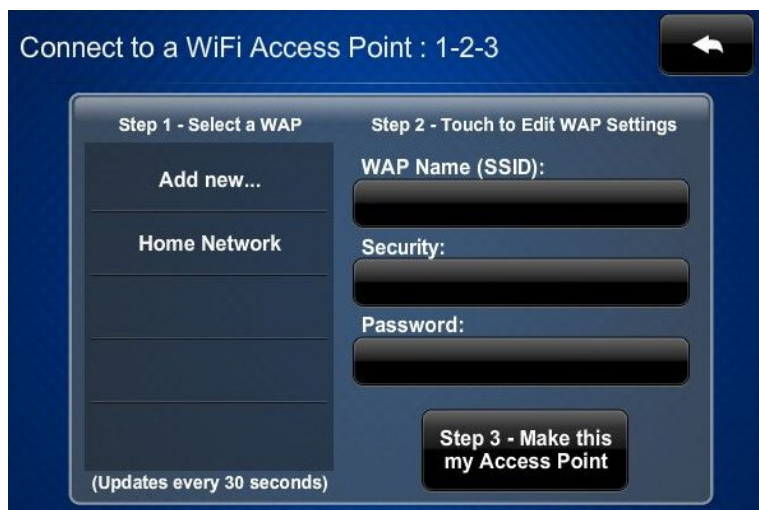 Connect to a WiFi Access Point : 1-2-3
Step 1 - Select a WAP
Add new...
Home Network
(Updates every 30 seconds)
Step 2 - Touch to Edit WAP Settings
WAP Name (SSID):
Security:
Password:
Step 3 - Make this
my Access Point